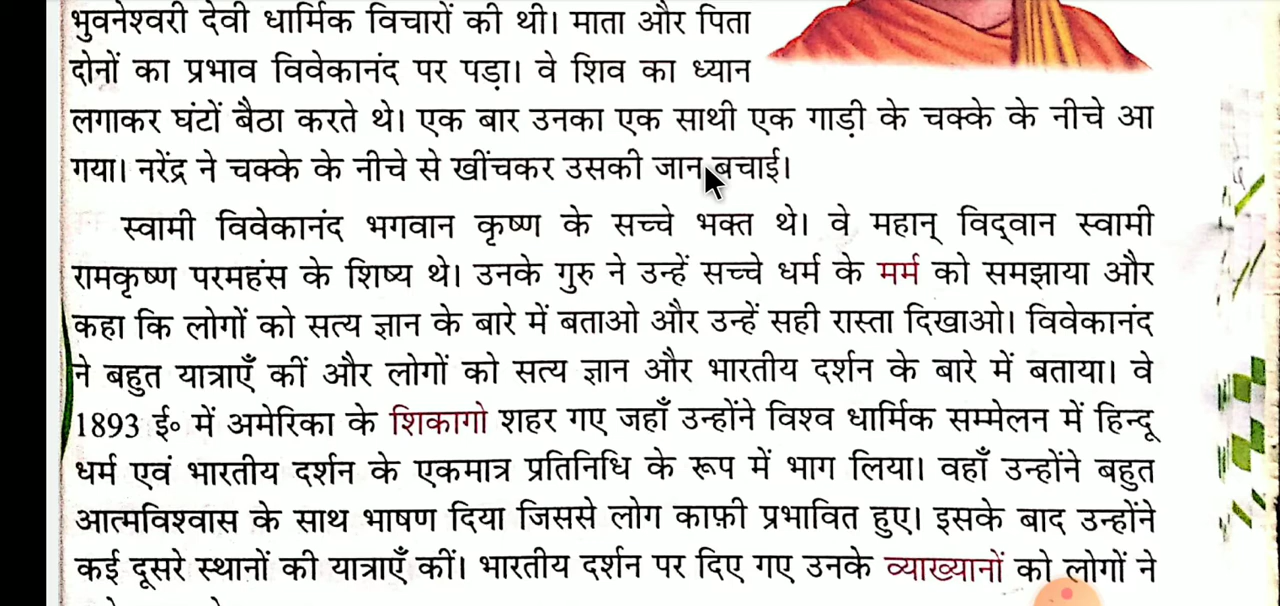 भुवनेश्वरी देवी धार्मिक विचारों की थी। माता और पिता
दोनों का प्रभाव विवेकानंद पर पड़ा। वे शिव का ध्यान
लगाकर घंटों बैठा करते थे। एक बार उनका एक साथी एक गाड़ी के चक्के के नीचे आ
गया। नरेंद्र ने चक्के के नीचे से खींचकर उसकी जान बचाई।
स्वामी विवेकानंद भगवान कृष्ण के सच्चे भक्त थे। वे महान् विद्‌वान स्वामी
रामकृष्ण परमहंस के शिष्य थे। उनके गुरु ने उन्हें सच्चे धर्म के मर्म को समझाया और
कहा कि लोगों को सत्य ज्ञान के बारे में बताओ और उन्हें सही रास्ता दिखाओ। विवेकानंद
ने बहुत यात्राएँ कीं और लोगों को सत्य ज्ञान और भारतीय दर्शन के बारे में बताया। वे
1893 ई॰ में अमेरिका के शिकागो शहर गए जहाँ उन्होंने विश्व धार्मिक सम्मेलन में हिन्दू
धर्म एवं भारतीय दर्शन के एकमात्र प्रतिनिधि के रूप में भाग लिया। वहाँ उन्होंने बहुत
आत्मविश्वास के साथ भाषण दिया जिससे लोग काफ़ी प्रभावित हुए। इसके बाद उन्होंने
कई दूसरे स्थानों की यात्राएँ कीं। भारतीय दर्शन पर दिए गए उनके व्याख्यानों को लोगों ने